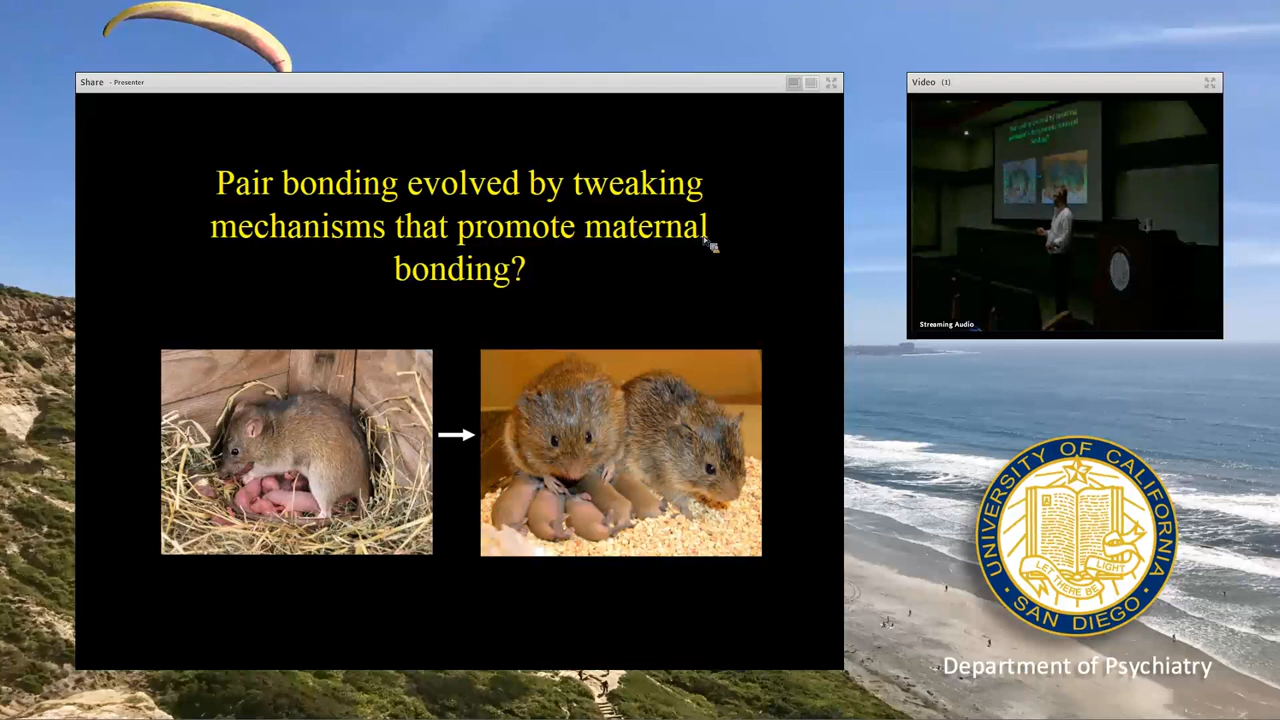 Share - Presenter
Pair bonding evolved by tweaking
mechanisms that promote maternal
bonding?
Video (1)
Streaming Audio
UNIVERSITY OF CALIFORNIA
SAN DIEGO
LET THERE BE LIGHT
Department of Psychiatry